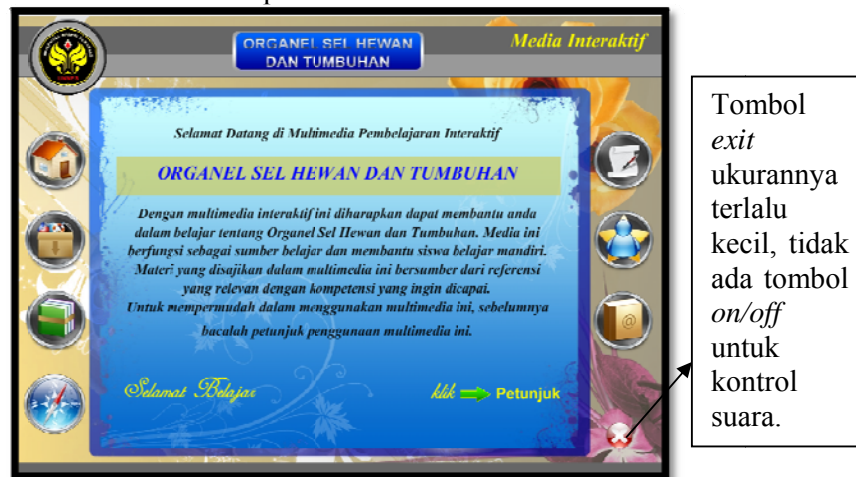 ORGANEL SEL HEWAN
DAN TUMBUHAN
Media Interaktif
Selamat Datang di Multimedia Pembelajaran Interaktif
ORGANEL SEL HEWAN DAN TUMBUHAN
Dengan multimedia interaktif ini diharapkan dapat membantu anda
dalam belajar tentang Organel Sel Hewan dan Tumbuhan. Media ini
berfungsi sebagai sumber belajar dan membantu siswa belajar mandiri.
Materi yang disajikan dalam multimedia ini bersumber dari referensi
yang relevan dengan kompetensi yang ingin dicapai.
Untuk mempermudah dalam menggunakan multimedia ini, sebelumnya
bacalah petunjuk penggunaan multimedia ini.
Selamat Belajar
klik Petunjuk
Tombol
exit
ukurannya
terlalu
kecil, tidak
ada tombol
on/off
untuk
kontrol
suara.